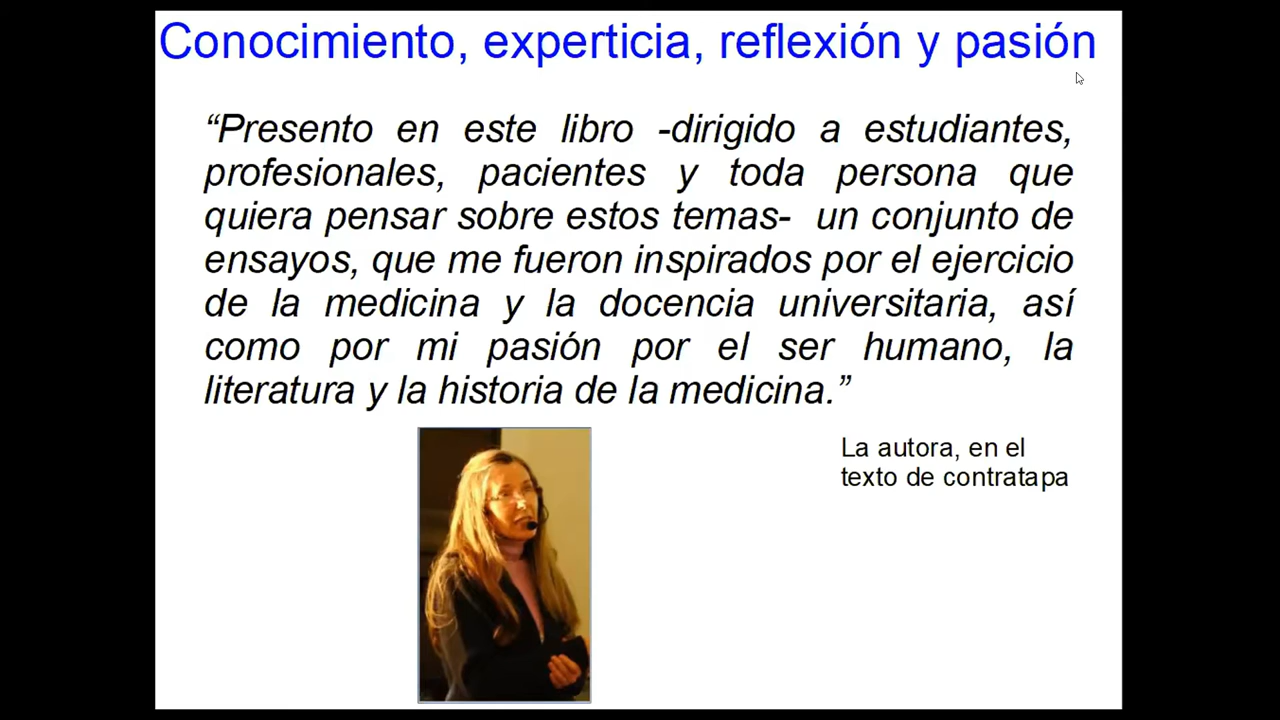 Conocimiento, experticia, reflexión y pasión
“Presento en este libro -dirigido a estudiantes,
profesionales, pacientes y toda persona que
quiera pensar sobre estos temas- un conjunto de
ensayos, que me fueron inspirados por el ejercicio
de la medicina y la docencia universitaria, así
como por mi pasión por el ser humano, la
literatura y la historia de la medicina.”
La autora, en el
texto de contratapa